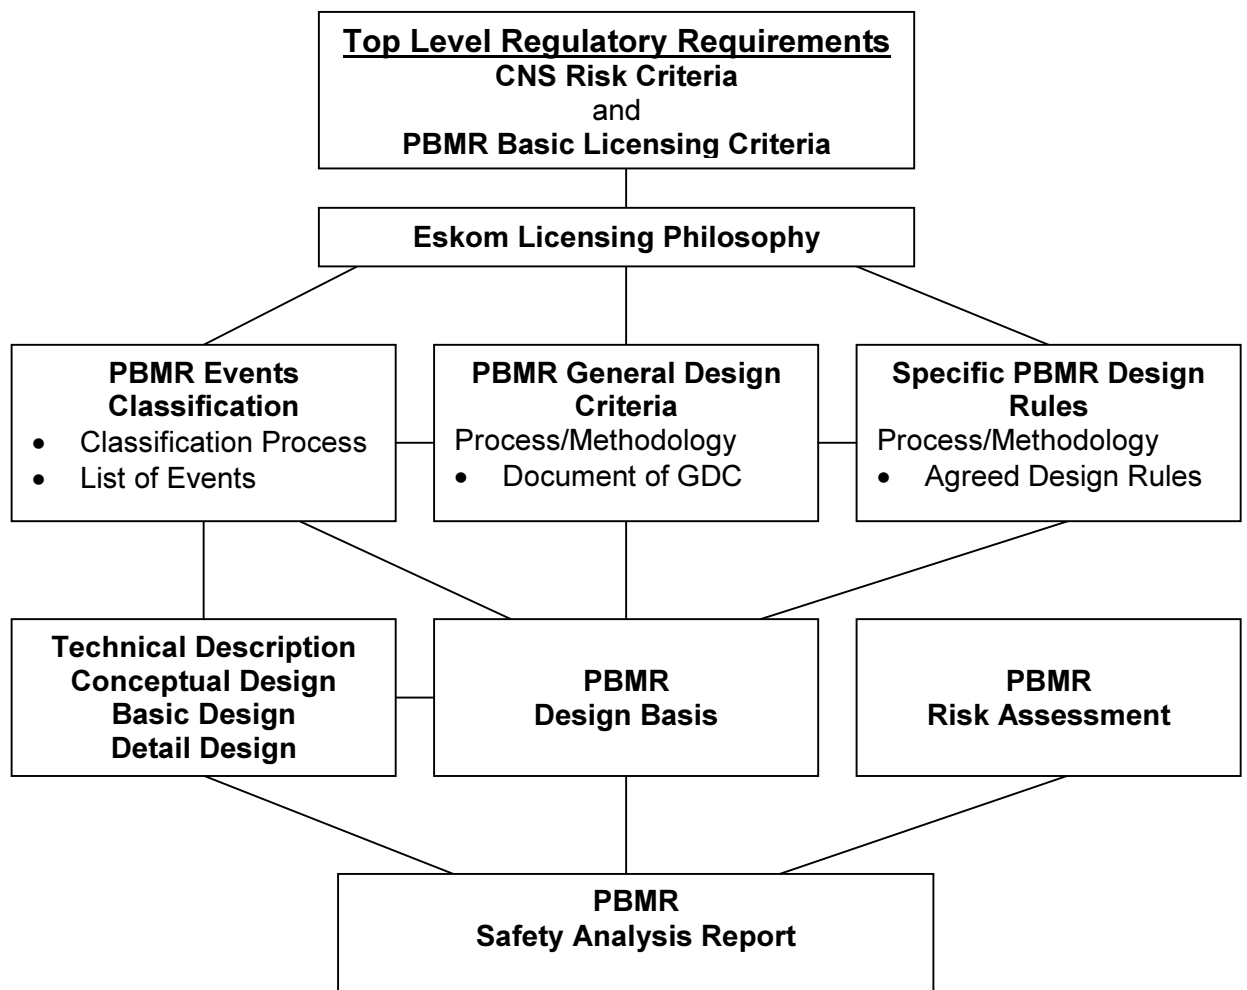 Top Level Regulatory Requirements
CNS Risk Criteria
and
PBMR Basic Licensing Criteria
Eskom Licensing Philosophy
PBMR Events
Classification
• Classification Process
• List of Events
PBMR General Design
Criteria
Process/Methodology
• Document of GDC
Specific PBMR Design
Rules
Process/Methodology
• Agreed Design Rules
Technical Description
Conceptual Design
Basic Design
Detail Design
PBMR
Design Basis
PBMR
Risk Assessment
PBMR
Safety Analysis Report